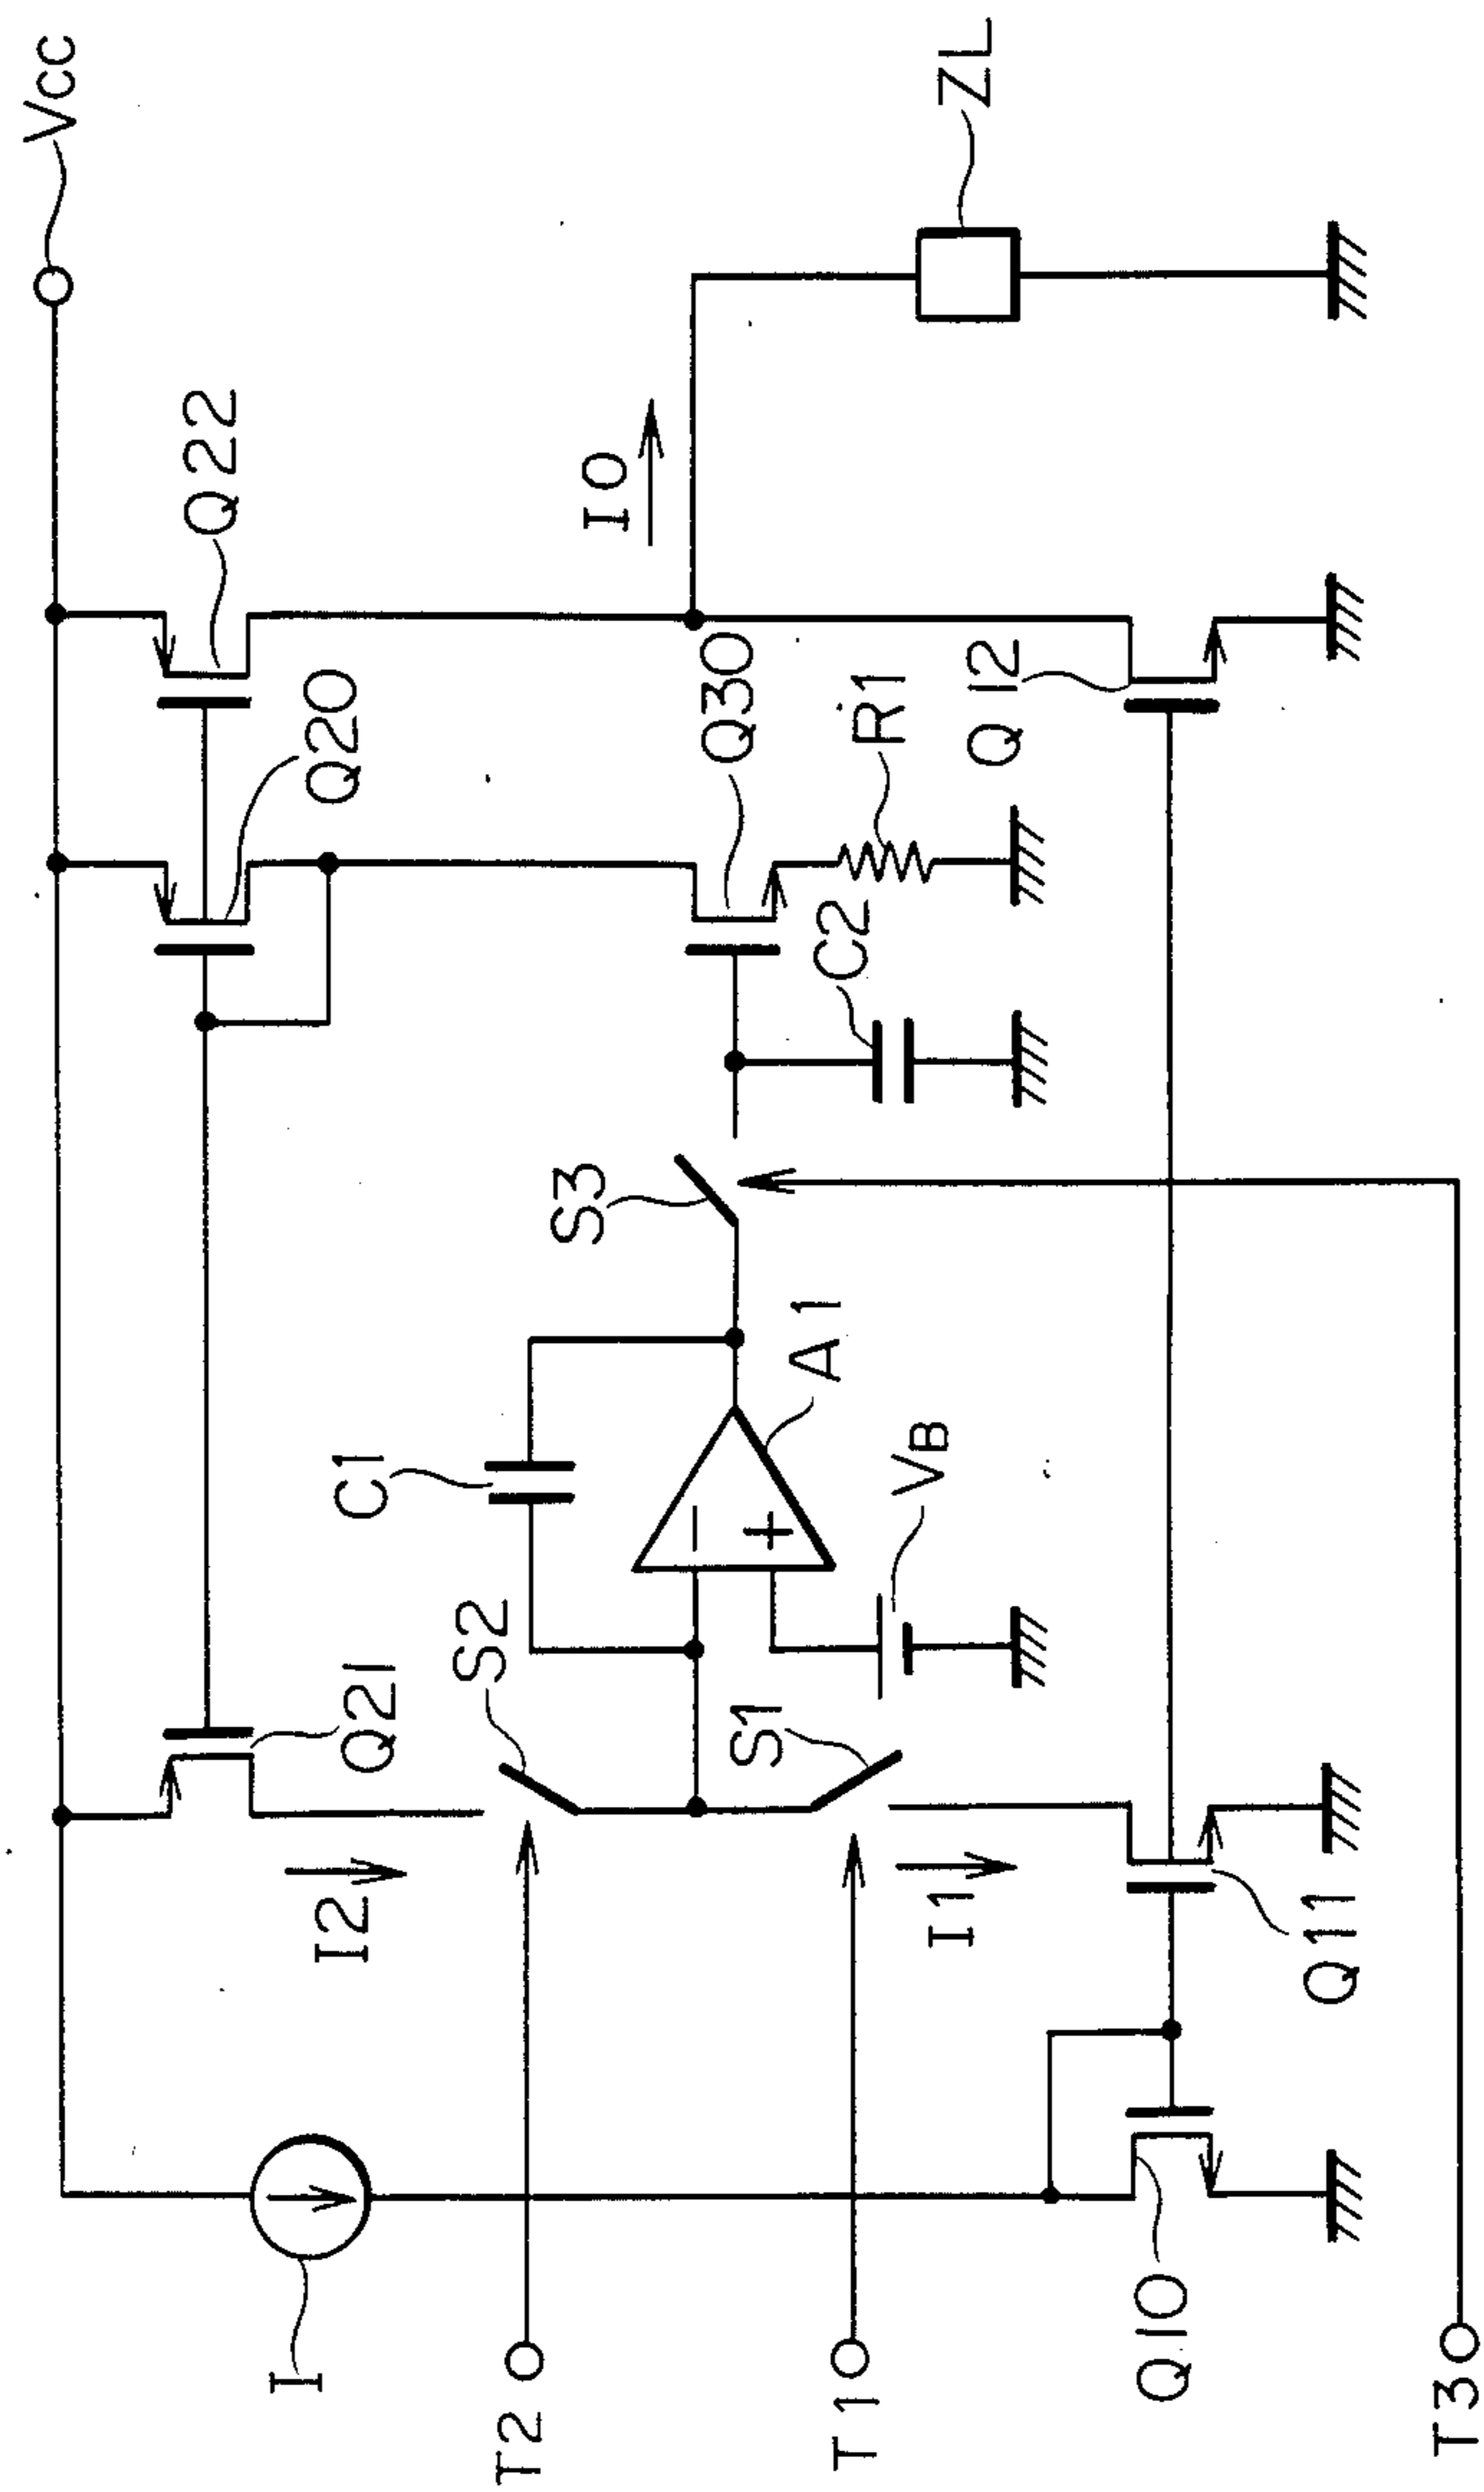 Vcc
Q22
Q20
I0
ZL
Q30
R1
Q12
C2
S3
C1
A1
VB
S2
S1
Q21
I2
I1
Q11
I
T2
T1
Q10
T3
−
+